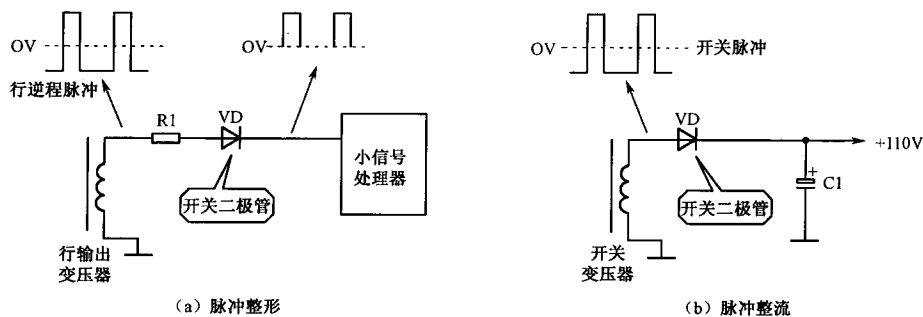 OV
行逆程脉冲
R1
VD
开关二极管
小信号
处理器
行输出
变压器
(a) 脉冲整形
OV
开关脉冲
VD
开关二极管
+110V
+
C1
开关
变压器
(b) 脉冲整流